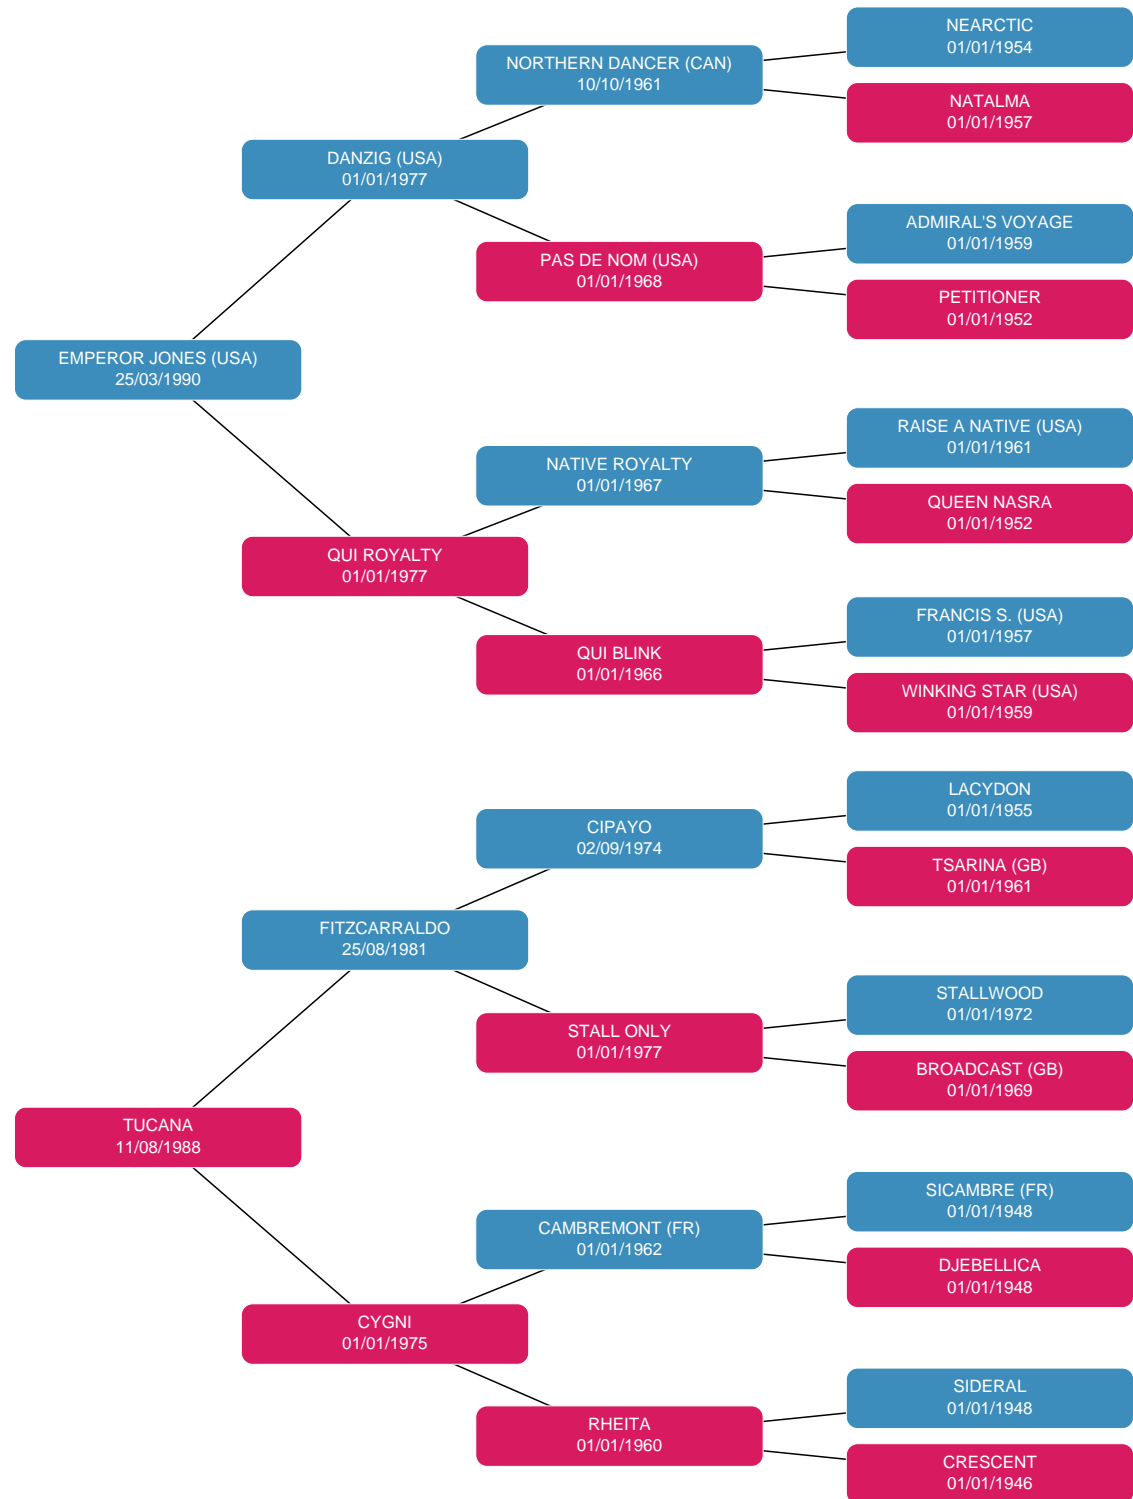 NEARCTIC
01/01/1954
NORTHERN DANCER (CAN)
10/10/1961
NATALMA
01/01/1957
DANZIG (USA)
01/01/1977
ADMIRAL'S VOYAGE
01/01/1959
PAS DE NOM (USA)
01/01/1968
PETITIONER
01/01/1952
EMPEROR JONES (USA)
25/03/1990
RAISE A NATIVE (USA)
01/01/1961
NATIVE ROYALTY
01/01/1967
QUEEN NASRA
01/01/1952
QUI ROYALTY
01/01/1977
FRANCIS S. (USA)
01/01/1957
QUI BLINK
01/01/1966
WINKING STAR (USA)
01/01/1959
LACYDON
01/01/1955
CIPAYO
02/09/1974
TSARINA (GB)
01/01/1961
FITZCARRALDO
25/08/1981
STALLWOOD
01/01/1972
STALL ONLY
01/01/1977
BROADCAST (GB)
01/01/1969
TUCANA
11/08/1988
SICAMBRE (FR)
01/01/1948
CAMBREMONT (FR)
01/01/1962
DJEBELLICA
01/01/1948
CYGNI
01/01/1975
SIDERAL
01/01/1948
RHEITA
01/01/1960
CRESCENT
01/01/1946